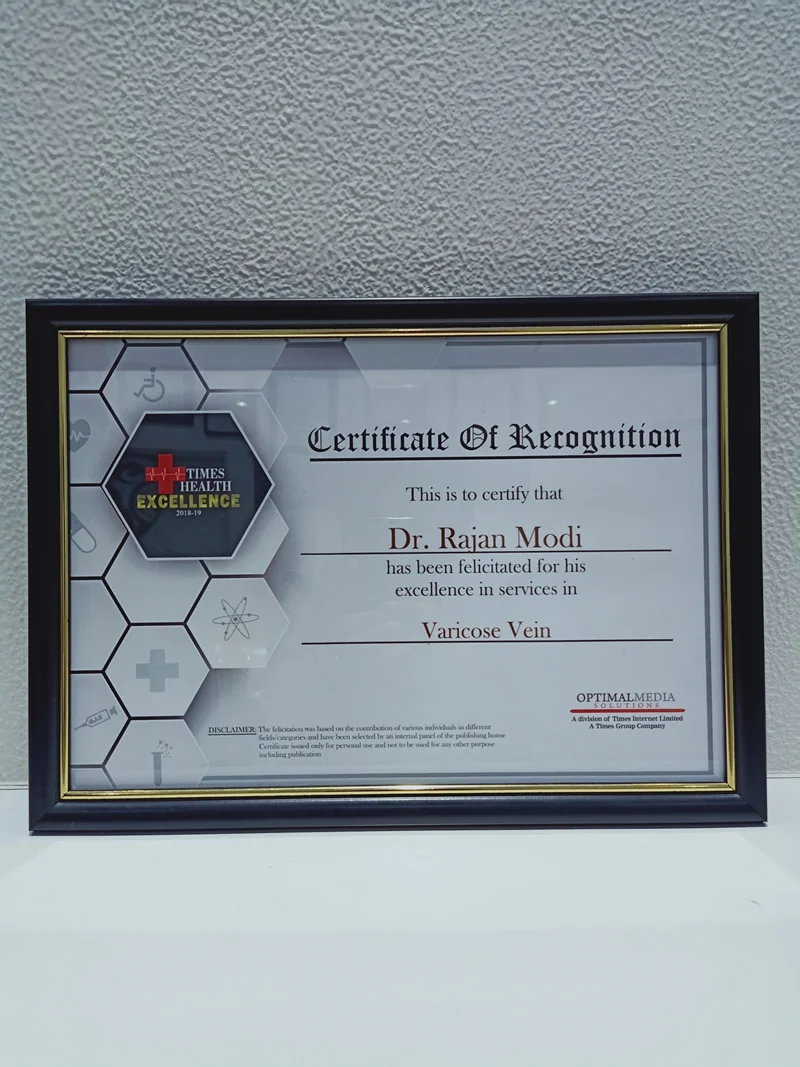 Certificate Of Recognition
TIMES
HEALTH
EXCELLENCE
2018-19
This is to certify that
Dr. Rajan Modi
has been felicitated for his
excellence in services in
Varicose Vein
OPTIMALMEDIA
SOLUTIONS
A division of Times Internet Limited
A Times Group Company
DISCLAIMER: The felicitation was based on the contribution of various individuals in different
fields/categories and have been selected by an internal panel of the publishing house
Certificate issued only for personal use and not to be used for any other purpose
including publication